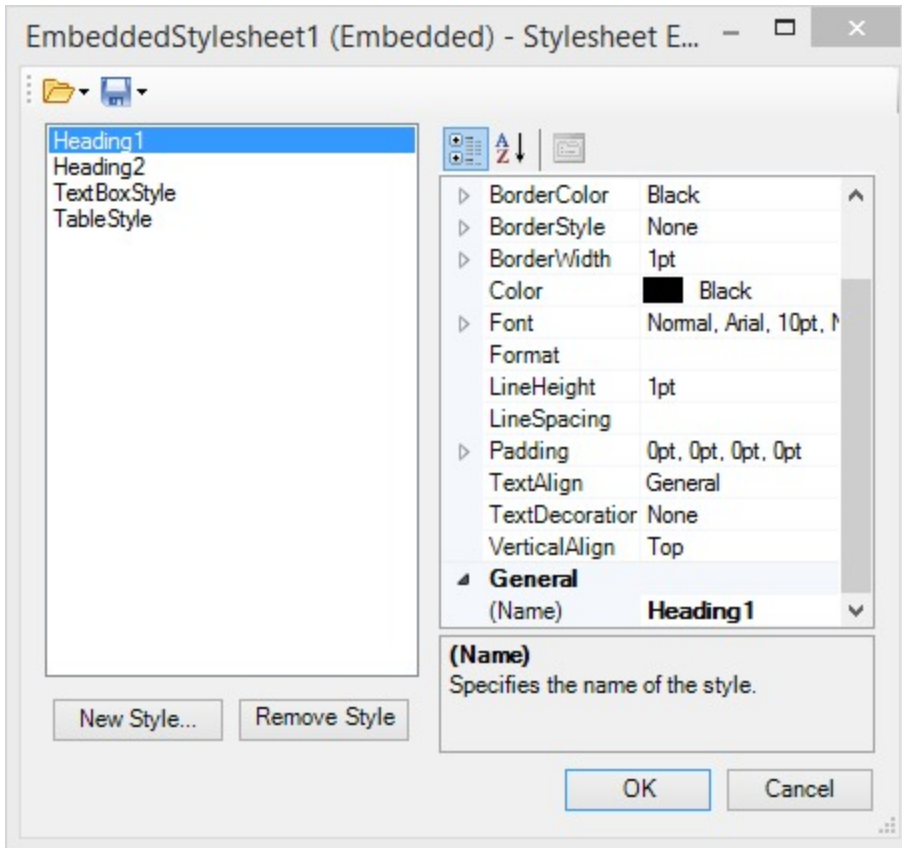 EmbeddedStylesheet1 (Embedded) - Stylesheet E...
Heading1
Heading2
TextBoxStyle
TableStyle
New Style...
Remove Style
BorderColor Black
BorderStyle None
BorderWidth 1pt
Color Black
Font Normal, Arial, 10pt, N
Format
LineHeight 1pt
LineSpacing
Padding 0pt, 0pt, 0pt, 0pt
TextAlign General
TextDecoration None
VerticalAlign Top
General
(Name) Heading1
(Name)
Specifies the name of the style.
OK
Cancel